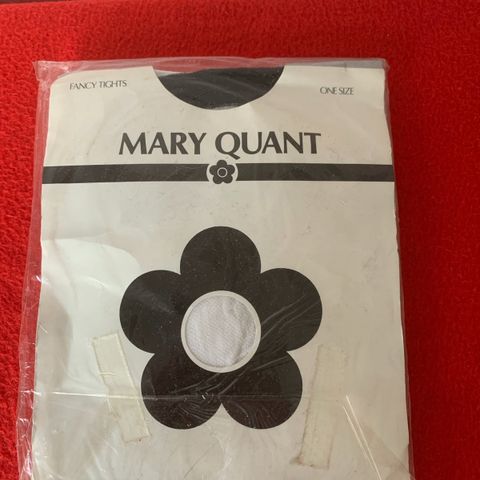 FANCY TIGHTS
ONE SIZE
MARY QUANT